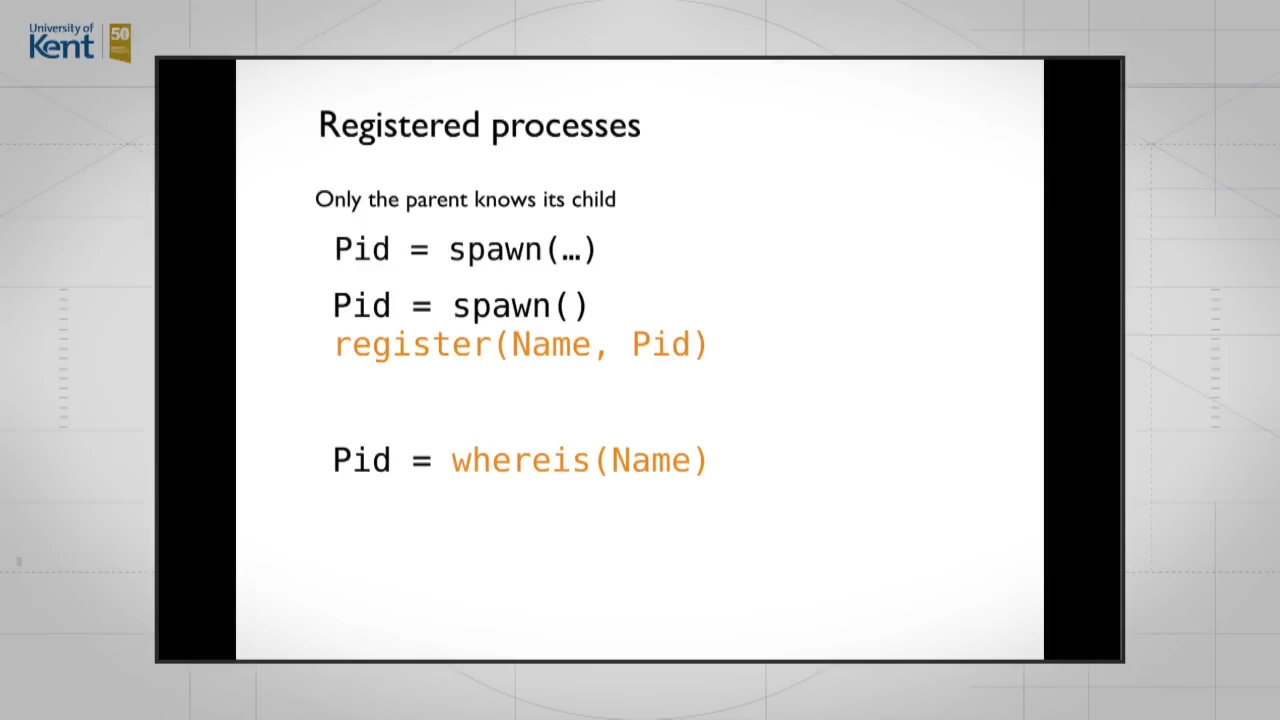 University of
Kent
50
Registered processes
Only the parent knows its child
Pid = spawn(…)
Pid = spawn()
register(Name, Pid)
Pid = whereis(Name)